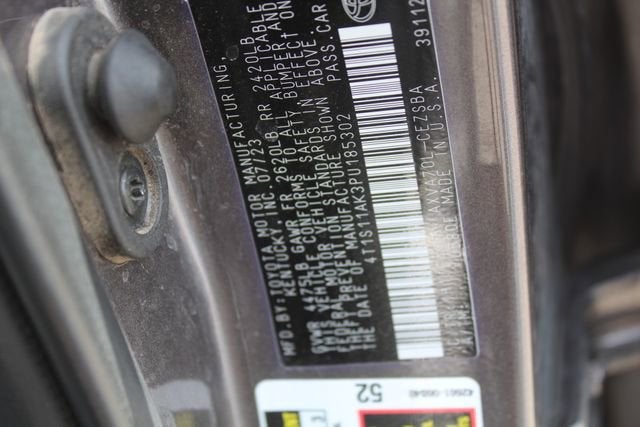 MFD.BY:TOYOTA MOTOR MANUFACTURING,
KENTUCKY, INC. 07/23
GVWR 4475LB GAWR FR 2620LB RR 2420LB
THIS VEHICLE CONFORMS TO ALL APPLICABLE
FEDERAL MOTOR VEHICLE SAFETY, BUMPER AND
THEFT PREVENTION STANDARDS IN EFFECT ON
THE DATE OF MANUFACTURE SHOWN ABOVE.
4T1S11AK3PU185302 PASS.CAR
MADE IN U.S.A. 39112
52
42661-06840